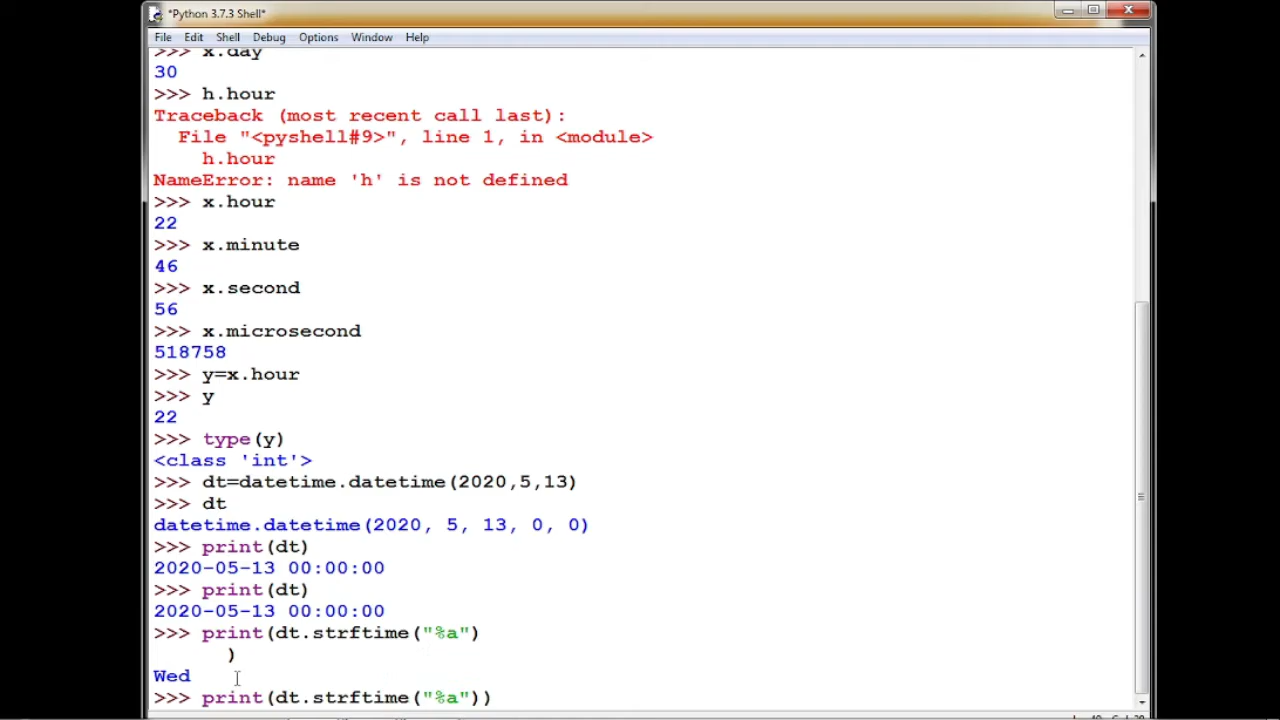 *Python 3.7.3 Shell*
File Edit Shell Debug Options Window Help
>>> x.day
30
>>> h.hour
Traceback (most recent call last):
  File "<pyshell#9>", line 1, in <module>
    h.hour
NameError: name 'h' is not defined
>>> x.hour
22
>>> x.minute
46
>>> x.second
56
>>> x.microsecond
518758
>>> y=x.hour
>>> y
22
>>> type(y)
<class 'int'>
>>> dt=datetime.datetime(2020,5,13)
>>> dt
datetime.datetime(2020, 5, 13, 0, 0)
>>> print(dt)
2020-05-13 00:00:00
>>> print(dt)
2020-05-13 00:00:00
>>> print(dt.strftime("%a")
      )
Wed
>>> print(dt.strftime("%a"))